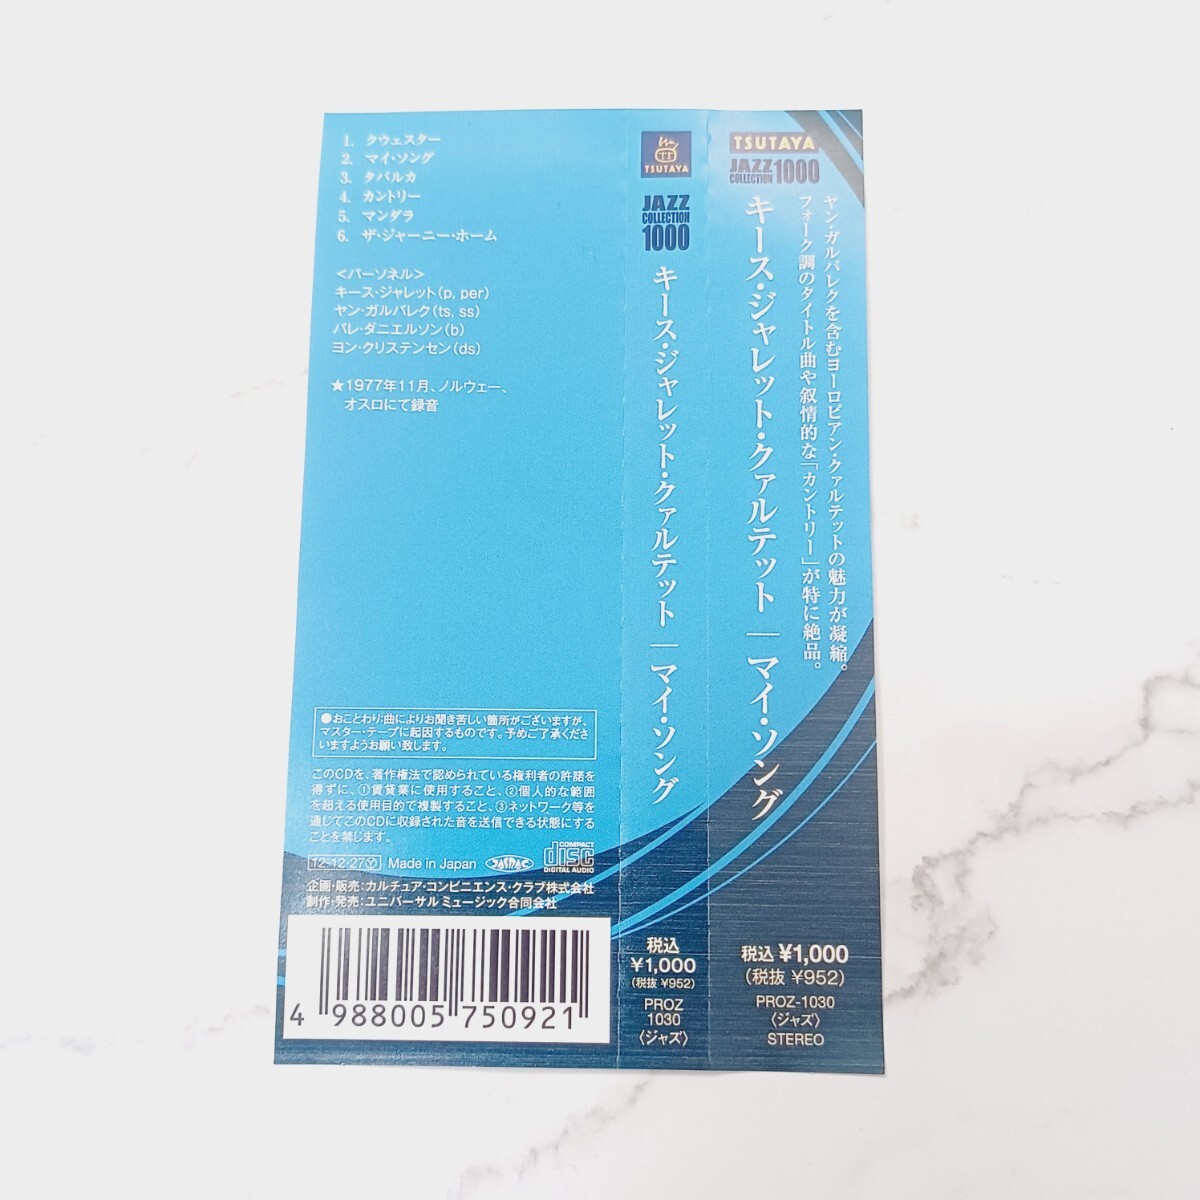 1. クウェスター
2. マイ・ソング
3. タバルカ
4. カントリー
5. マンダラ
6. ザ・ジャーニー・ホーム
＜パーソネル＞
キース・ジャレット(p, per)
ヤン・ガルバレク(ts, ss)
パレ・ダニエルソン(b)
ヨン・クリステンセン(ds)
★1977年11月、ノルウェー、
オスロにて録音
●おことわり:曲によりお聞き苦しい箇所がございますが、
マスター・テープに起因するものです。予めご了承くださ
いますようお願い致します。
このCDを、著作権法で認められている権利者の許諾を
得ずに、①賃貸業に使用すること、②個人的な範囲
を超える使用目的で複製すること、③ネットワーク等を
通じてこのCDに収録された音を送信できる状態にする
ことを禁じます。
12-12-27Ⓨ Made in Japan JASRAC COMPACT disc DIGITAL AUDIO
企画・販売:カルチュア・コンビニエンス・クラブ株式会社
制作・発売:ユニバーサル ミュージック合同会社
4 988005 750921
TSUTAYA
JAZZ
COLLECTION
1000
キース・ジャレット・クァルテット｜マイ・ソング
税込
¥1,000
(税抜 ¥952)
PROZ
1030
〈ジャズ〉
TSUTAYA
JAZZ
COLLECTION 1000
ヤン・ガルバレクを含むヨーロピアン・クァルテットの魅力が凝縮。
フォーク調のタイトル曲や叙情的な「カントリー」が特に絶品。
キース・ジャレット・クァルテット｜マイ・ソング
税込 ¥1,000
(税抜 ¥952)
PROZ-1030
〈ジャズ〉
STEREO